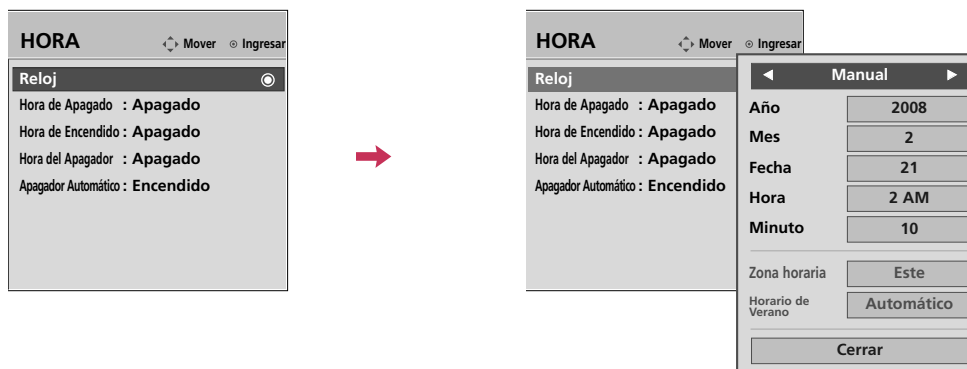 HORA
Mover
Ingresar
Reloj
Hora de Apagado : Apagado
Hora de Encendido : Apagado
Hora del Apagador : Apagado
Apagador Automático : Encendido
HORA
Mover
Ingresar
Reloj
Hora de Apagado : Apagado
Hora de Encendido : Apagado
Hora del Apagador : Apagado
Apagador Automático : Encendido
Manual
Año 2008
Mes 2
Fecha 21
Hora 2 AM
Minuto 10
Zona horaria Este
Horario de
Verano Automático
Cerrar